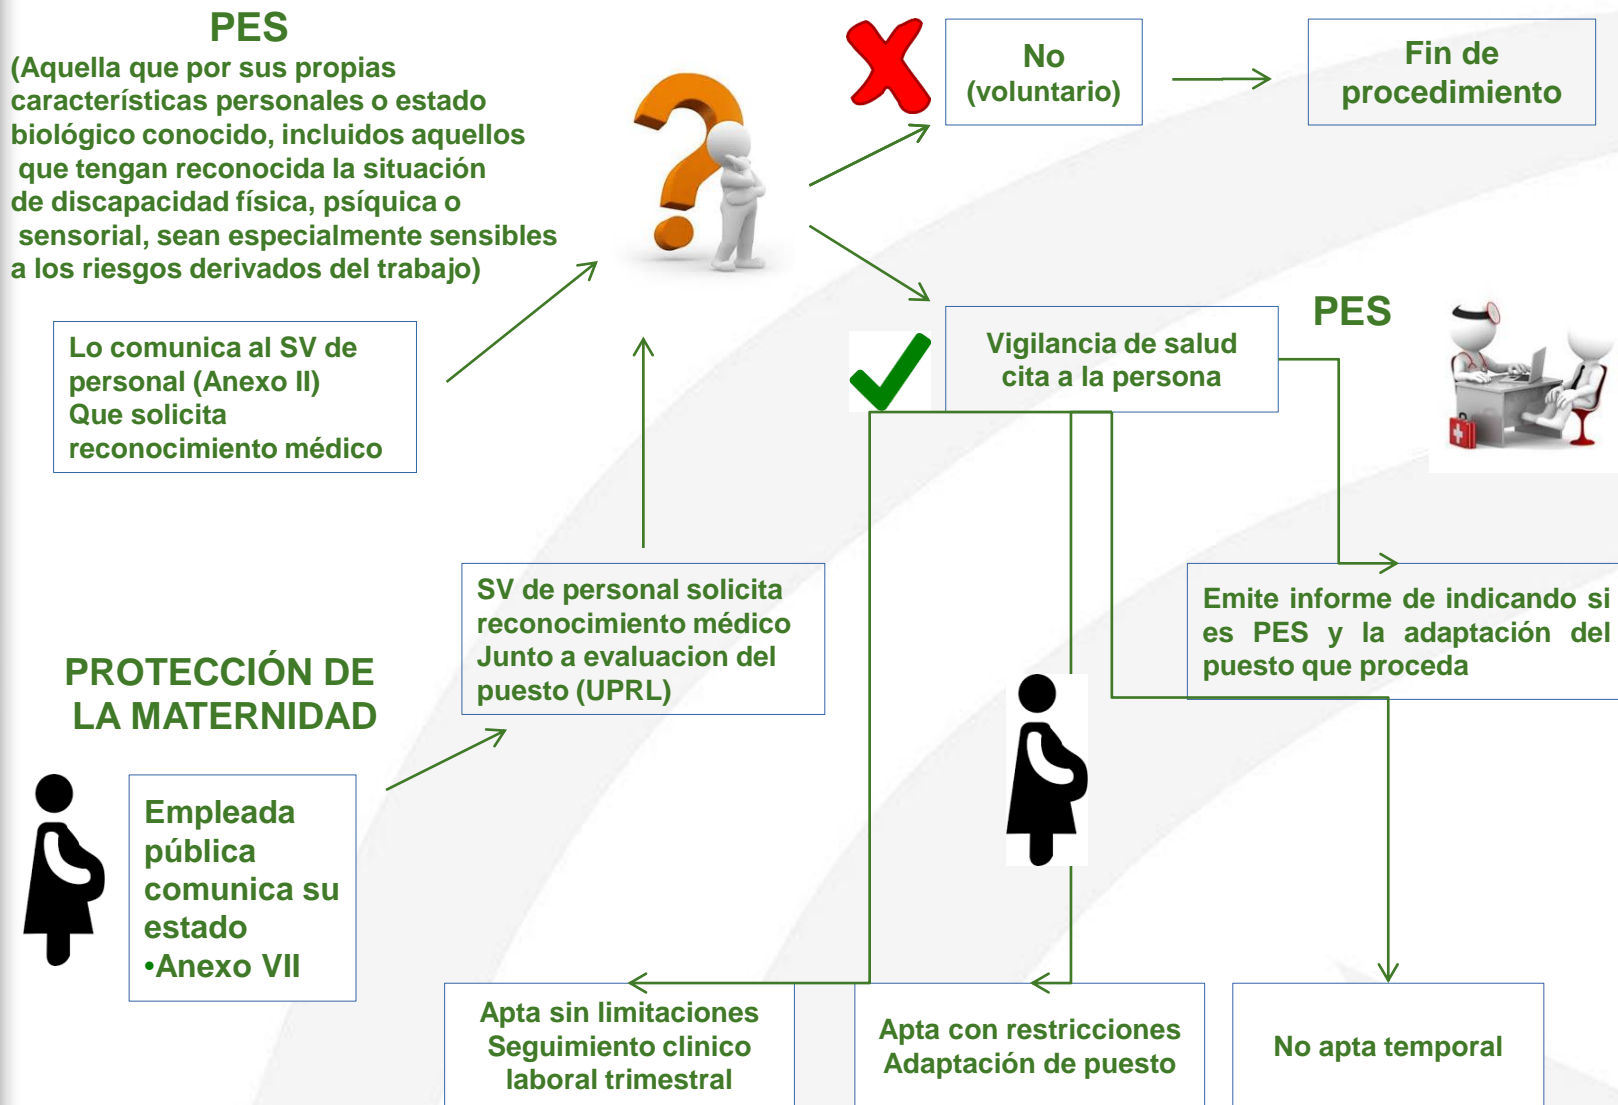 PES
(Aquella que por sus propias
características personales o estado
biológico conocido, incluidos aquellos
que tengan reconocida la situación
de discapacidad física, psíquica o
sensorial, sean especialmente sensibles
a los riesgos derivados del trabajo)
No
(voluntario)
Fin de
procedimiento
Lo comunica al SV de
personal (Anexo II)
Que solicita
reconocimiento médico
Vigilancia de salud
cita a la persona
PES
SV de personal solicita
reconocimiento médico
Junto a evaluacion del
puesto (UPRL)
Emite informe de indicando si
es PES y la adaptación del
puesto que proceda
PROTECCIÓN DE
LA MATERNIDAD
Empleada
pública
comunica su
estado
•Anexo VII
Apta sin limitaciones
Seguimiento clinico
laboral trimestral
Apta con restricciones
Adaptación de puesto
No apta temporal